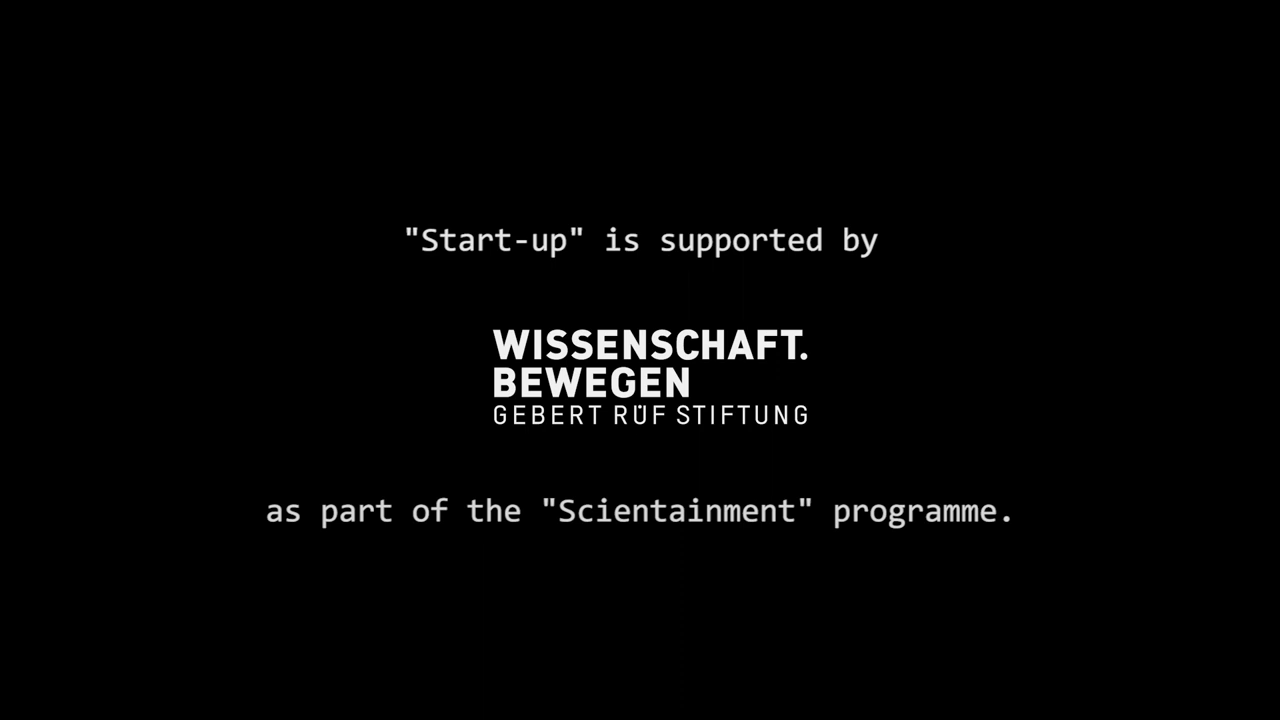 "Start-up" is supported by
WISSENSCHAFT.
BEWEGEN
GEBERT RÜF STIFTUNG
as part of the "Scientainment" programme.